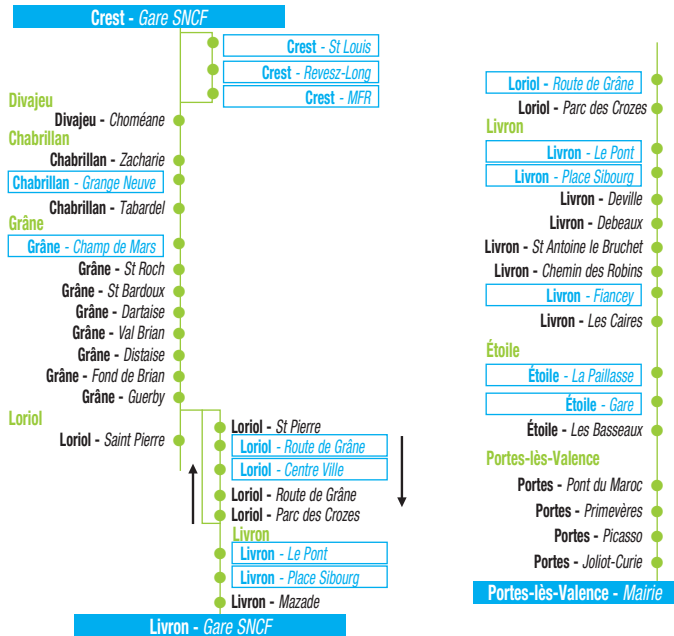 Crest - Gare SNCF
Crest - St Louis
Crest - Revesz-Long
Crest - MFR
Divajeu
Divajeu - Choméane
Chabrillan
Chabrillan - Zacharie
Chabrillan - Grange Neuve
Chabrillan - Tabardel
Grâne
Grâne - Champ de Mars
Grâne - St Roch
Grâne - St Bardoux
Grâne - Dartaise
Grâne - Val Brian
Grâne - Distaise
Grâne - Fond de Brian
Grâne - Guerby
Loriol
Loriol - Saint Pierre
Loriol - St Pierre
Loriol - Route de Grâne
Loriol - Centre Ville
Loriol - Route de Grâne
Loriol - Parc des Crozes
Livron
Livron - Le Pont
Livron - Place Sibourg
Livron - Mazade
Livron - Gare SNCF
Loriol - Route de Grâne
Loriol - Parc des Crozes
Livron
Livron - Le Pont
Livron - Place Sibourg
Livron - Deville
Livron - Debeaux
Livron - St Antoine le Bruchet
Livron - Chemin des Robins
Livron - Fiancey
Livron - Les Caires
Étoile
Étoile - La Paillasse
Étoile - Gare
Étoile - Les Basseaux
Portes-lès-Valence
Portes - Pont du Maroc
Portes - Primevères
Portes - Picasso
Portes - Joliot-Curie
Portes-lès-Valence - Mairie